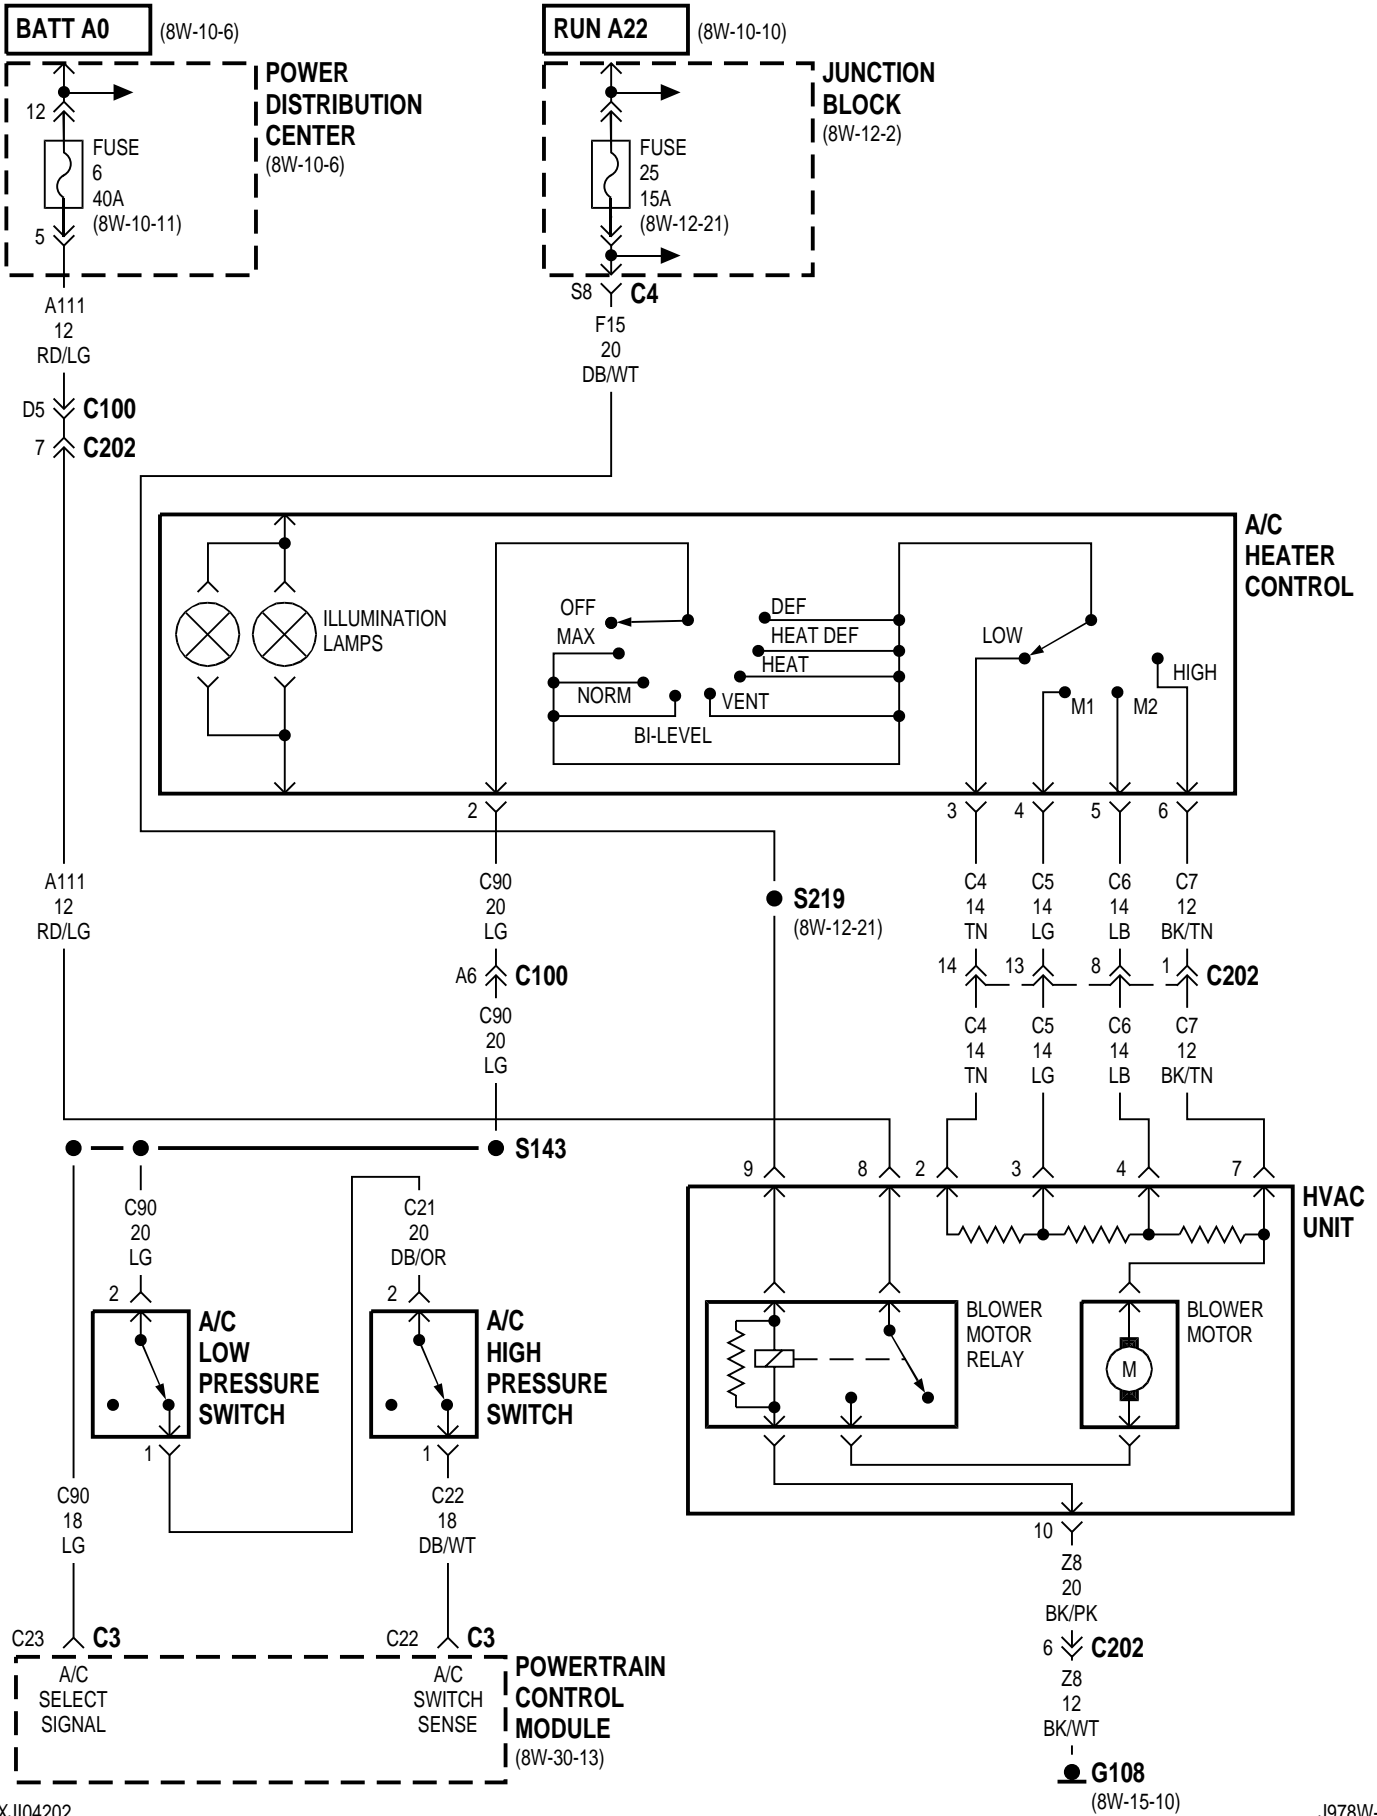 BATT A0 (8W-10-6)
RUN A22 (8W-10-10)
POWER
DISTRIBUTION
CENTER
(8W-10-6)
12
FUSE
6
40A
(8W-10-11)
5
JUNCTION
BLOCK
(8W-12-2)
FUSE
25
15A
(8W-12-21)
S8 C4
A111
12
RD/LG
F15
20
DB/WT
D5 C100
7 C202
A/C
HEATER
CONTROL
ILLUMINATION
LAMPS
OFF
MAX
NORM
BI-LEVEL
VENT
HEAT
HEAT DEF
DEF
LOW
M1
M2
HIGH
2
3
4
5
6
A111
12
RD/LG
C90
20
LG
S219
(8W-12-21)
C4
14
TN
C5
14
LG
C6
14
LB
C7
12
BK/TN
A6 C100
14
13
8
1
C202
C90
20
LG
C4
14
TN
C5
14
LG
C6
14
LB
C7
12
BK/TN
S143
9
8
2
3
4
7
HVAC
UNIT
C90
20
LG
C21
20
DB/OR
2
A/C
LOW
PRESSURE
SWITCH
1
2
A/C
HIGH
PRESSURE
SWITCH
1
BLOWER
MOTOR
RELAY
M
BLOWER
MOTOR
C90
18
LG
C22
18
DB/WT
10
Z8
20
BK/PK
6 C202
Z8
12
BK/WT
G108
(8W-15-10)
C23 C3
C22 C3
A/C
SELECT
SIGNAL
A/C
SWITCH
SENSE
POWERTRAIN
CONTROL
MODULE
(8W-30-13)
XJI04202
J978W-